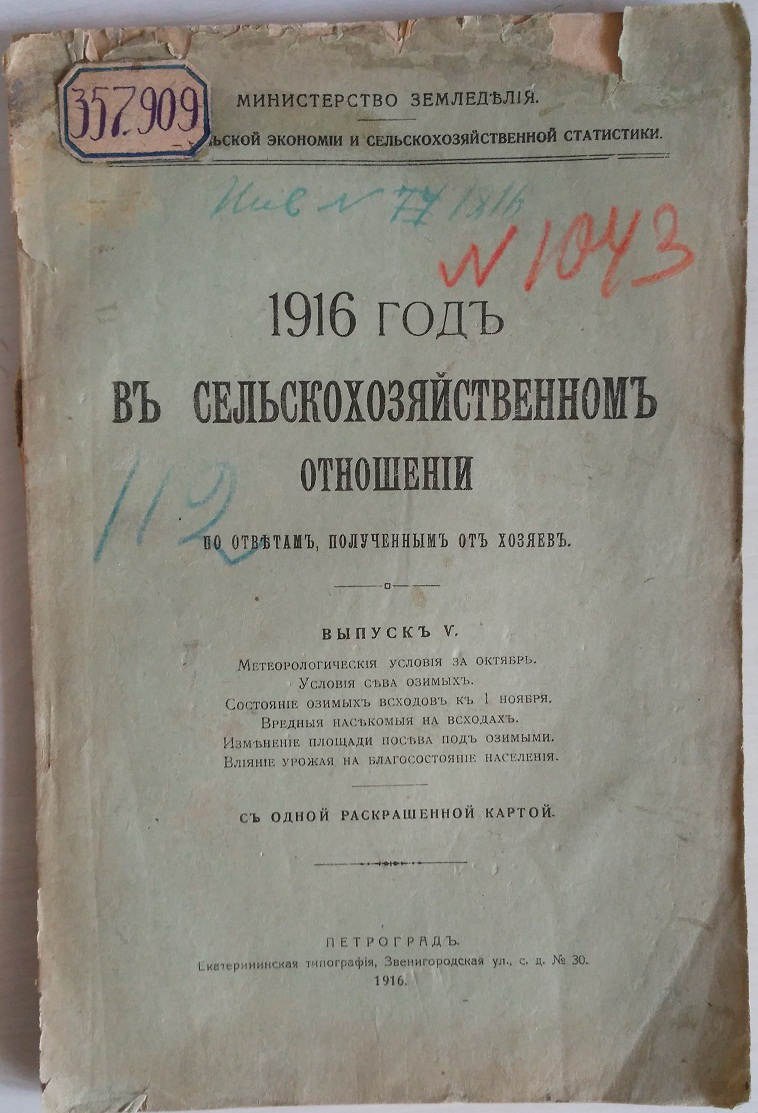 357.909
МИНИСТЕРСТВО ЗЕМЛЕДѢЛІЯ.
ЭКОНОМІИ И СЕЛЬСКОХОЗЯЙСТВЕННОЙ СТАТИСТИКИ.
№ 1043
1916 ГОДЪ
ВЪ СЕЛЬСКОХОЗЯЙСТВЕННОМЪ
ОТНОШЕНІИ
112
ПО ОТВѢТАМЪ, ПОЛУЧЕННЫМЪ ОТЪ ХОЗЯЕВЪ.
ВЫПУСКЪ V.
Метеорологическія условія за октябрь.
Условія сѣва озимыхъ.
Состояніе озимыхъ всходовъ къ 1 ноября.
Вредныя насѣкомыя на всходахъ.
Измѣненіе площади посѣва подъ озимыми.
Вліяніе урожая на благосостояніе населенія.
СЪ ОДНОЙ РАСКРАШЕННОЙ КАРТОЙ.
ПЕТРОГРАДЪ.
Екатерининская типографія, Звенигородская ул., с. д. № 30.
1916.